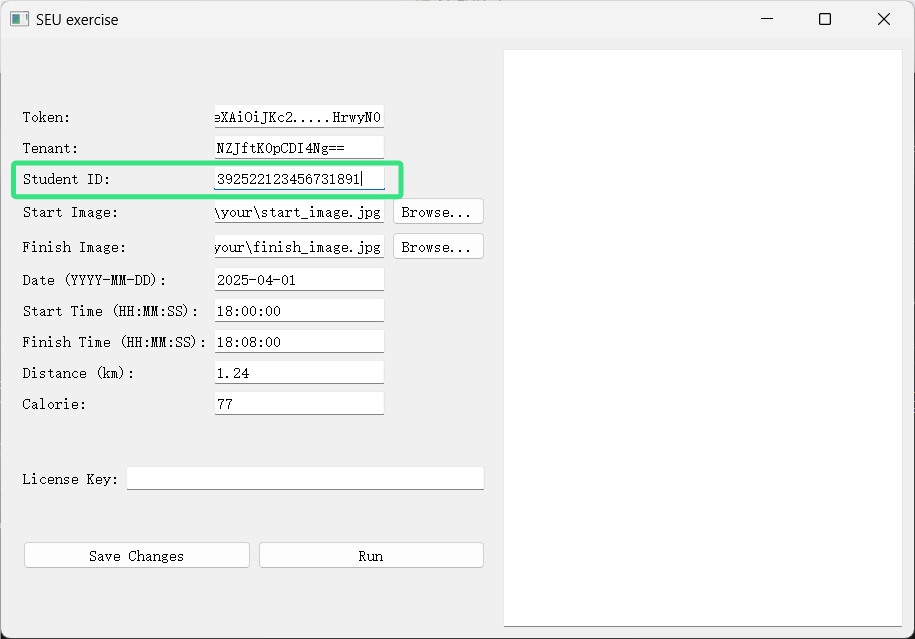 SEU exercise
Token: eXAiOiJKc2.....HrwyN0
Tenant: NZJftK0pCDI4Ng==
Student ID: 392522123456731891
Start Image: \your\start_image.jpg Browse...
Finish Image: your\finish_image.jpg Browse...
Date (YYYY-MM-DD): 2025-04-01
Start Time (HH:MM:SS): 18:00:00
Finish Time (HH:MM:SS): 18:08:00
Distance (km): 1.24
Calorie: 77
License Key:
Save Changes Run